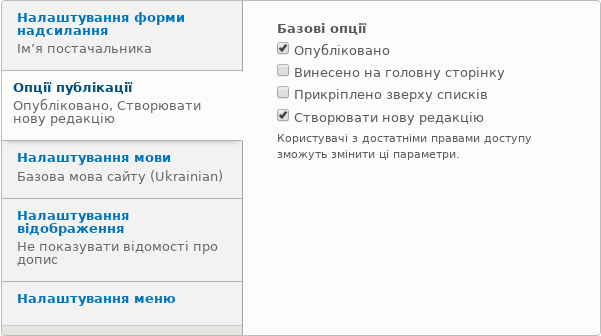 Налаштування форми
надсилання
Ім’я постачальника
Опції публікації
Опубліковано, Створювати
нову редакцію
Налаштування мови
Базова мова сайту (Ukrainian)
Налаштування
відображення
Не показувати відомості про
допис
Налаштування меню
Базові опції
Опубліковано
Винесено на головну сторінку
Прикріплено зверху списків
Створювати нову редакцію
Користувачі з достатніми правами доступу
зможуть змінити ці параметри.